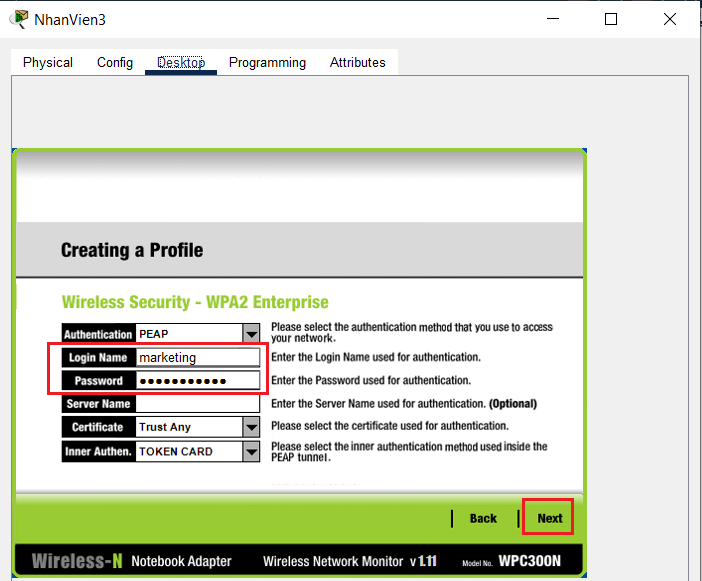 NhanVien3
Physical Config Desktop Programming Attributes
Creating a Profile
Wireless Security - WPA2 Enterprise
Authentication PEAP Please select the authentication method that you use to access
your network.
Login Name marketing Enter the Login Name used for authentication.
Password ●●●●●●●●●●● Enter the Password used for authentication.
Server Name Enter the Server Name used for authentication. (Optional)
Certificate Trust Any Please select the certificate used for authentication.
Inner Authen. TOKEN CARD Please select the inner authentication method used inside the
PEAP tunnel.
Back Next
Wireless-N Notebook Adapter Wireless Network Monitor v 1.11 Model No. WPC300N